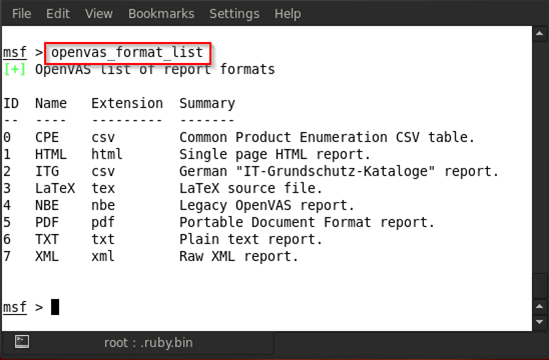 File Edit View Bookmarks Settings Help
msf > openvas_format_list
[+] OpenVAS list of report formats
ID Name Extension Summary
-- ---- --------- -------
0 CPE csv Common Product Enumeration CSV table.
1 HTML html Single page HTML report.
2 ITG csv German "IT-Grundschutz-Kataloge" report.
3 LaTeX tex LaTeX source file.
4 NBE nbe Legacy OpenVAS report.
5 PDF pdf Portable Document Format report.
6 TXT txt Plain text report.
7 XML xml Raw XML report.
msf >
root : .ruby.bin